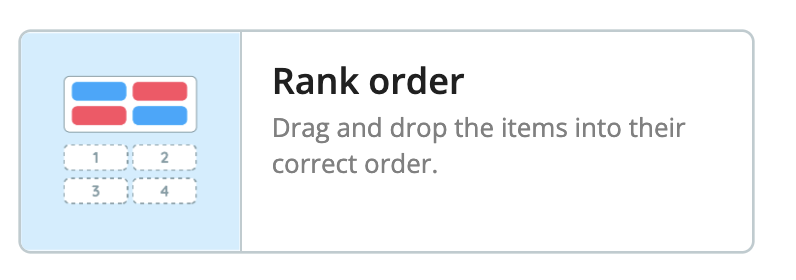 Rank order
Drag and drop the items into their
correct order.
1 2
3 4